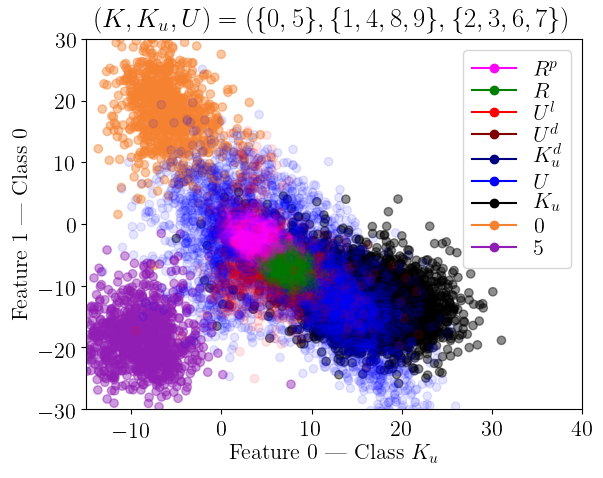 (K, K_u, U) = ({0, 5}, {1, 4, 8, 9}, {2, 3, 6, 7})
30
20
10
0
−10
−20
−30
Feature 1 — Class 0
R^p
R
U^l
U^d
K_u^d
U
K_u
0
5
−10
0
10
20
30
40
Feature 0 — Class K_u